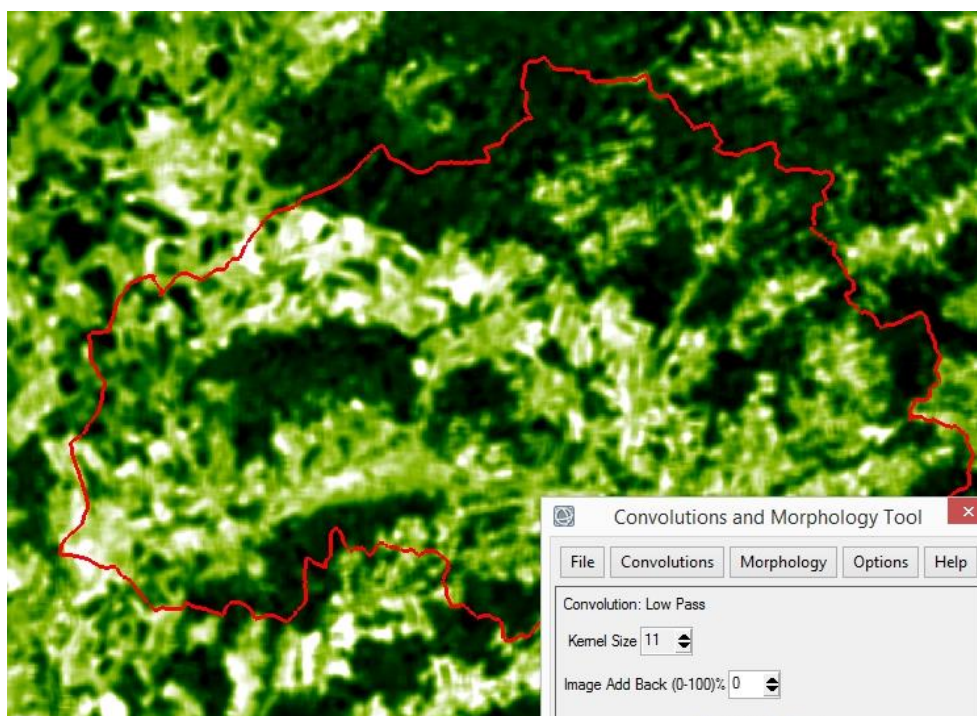 Convolutions and Morphology Tool
File Convolutions Morphology Options Help
Convolution: Low Pass
Kernel Size 11
Image Add Back (0-100)% 0